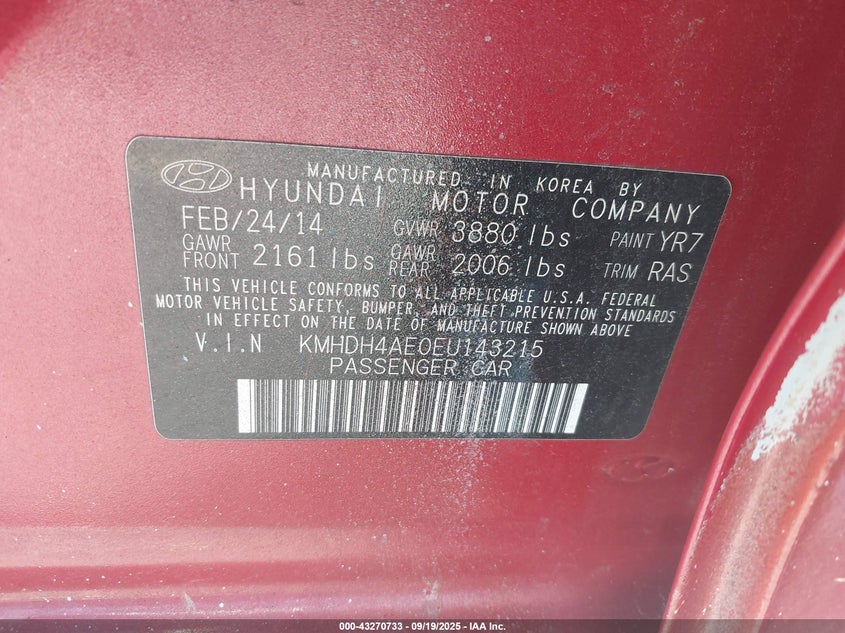 MANUFACTURED IN KOREA BY
HYUNDAI MOTOR COMPANY
FEB/24/14 GVWR 3880 lbs PAINT YR7
GAWR FRONT 2161 lbs GAWR REAR 2006 lbs TRIM RAS
THIS VEHICLE CONFORMS TO ALL APPLICABLE U.S.A. FEDERAL
MOTOR VEHICLE SAFETY, BUMPER, AND THEFT PREVENTION STANDARDS
IN EFFECT ON THE DATE OF MANUFACTURE SHOWN ABOVE
V.I.N KMHDH4AE0EU143215
PASSENGER CAR
000-43270733 - 09/19/2025 - IAA Inc.